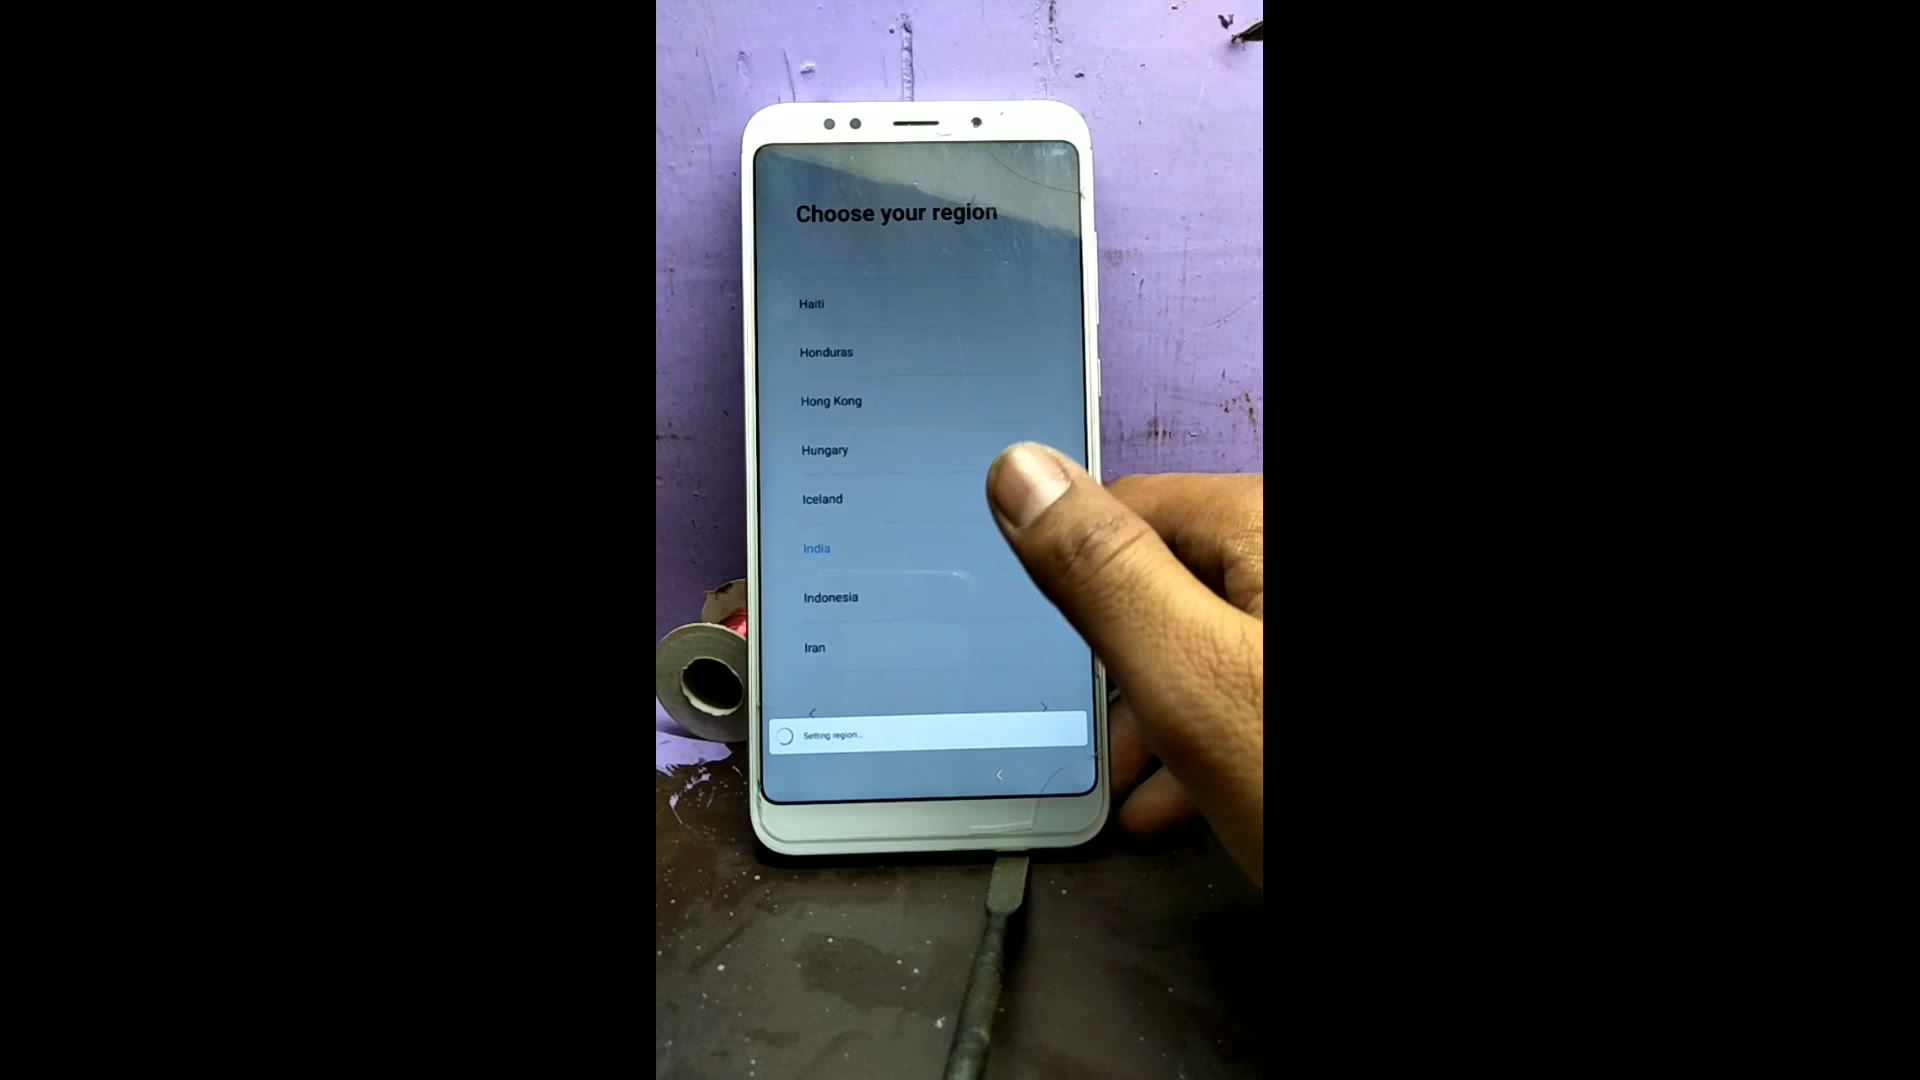 Choose your region
Haiti
Honduras
Hong Kong
Hungary
Iceland
India
Indonesia
Iran
Setting region...